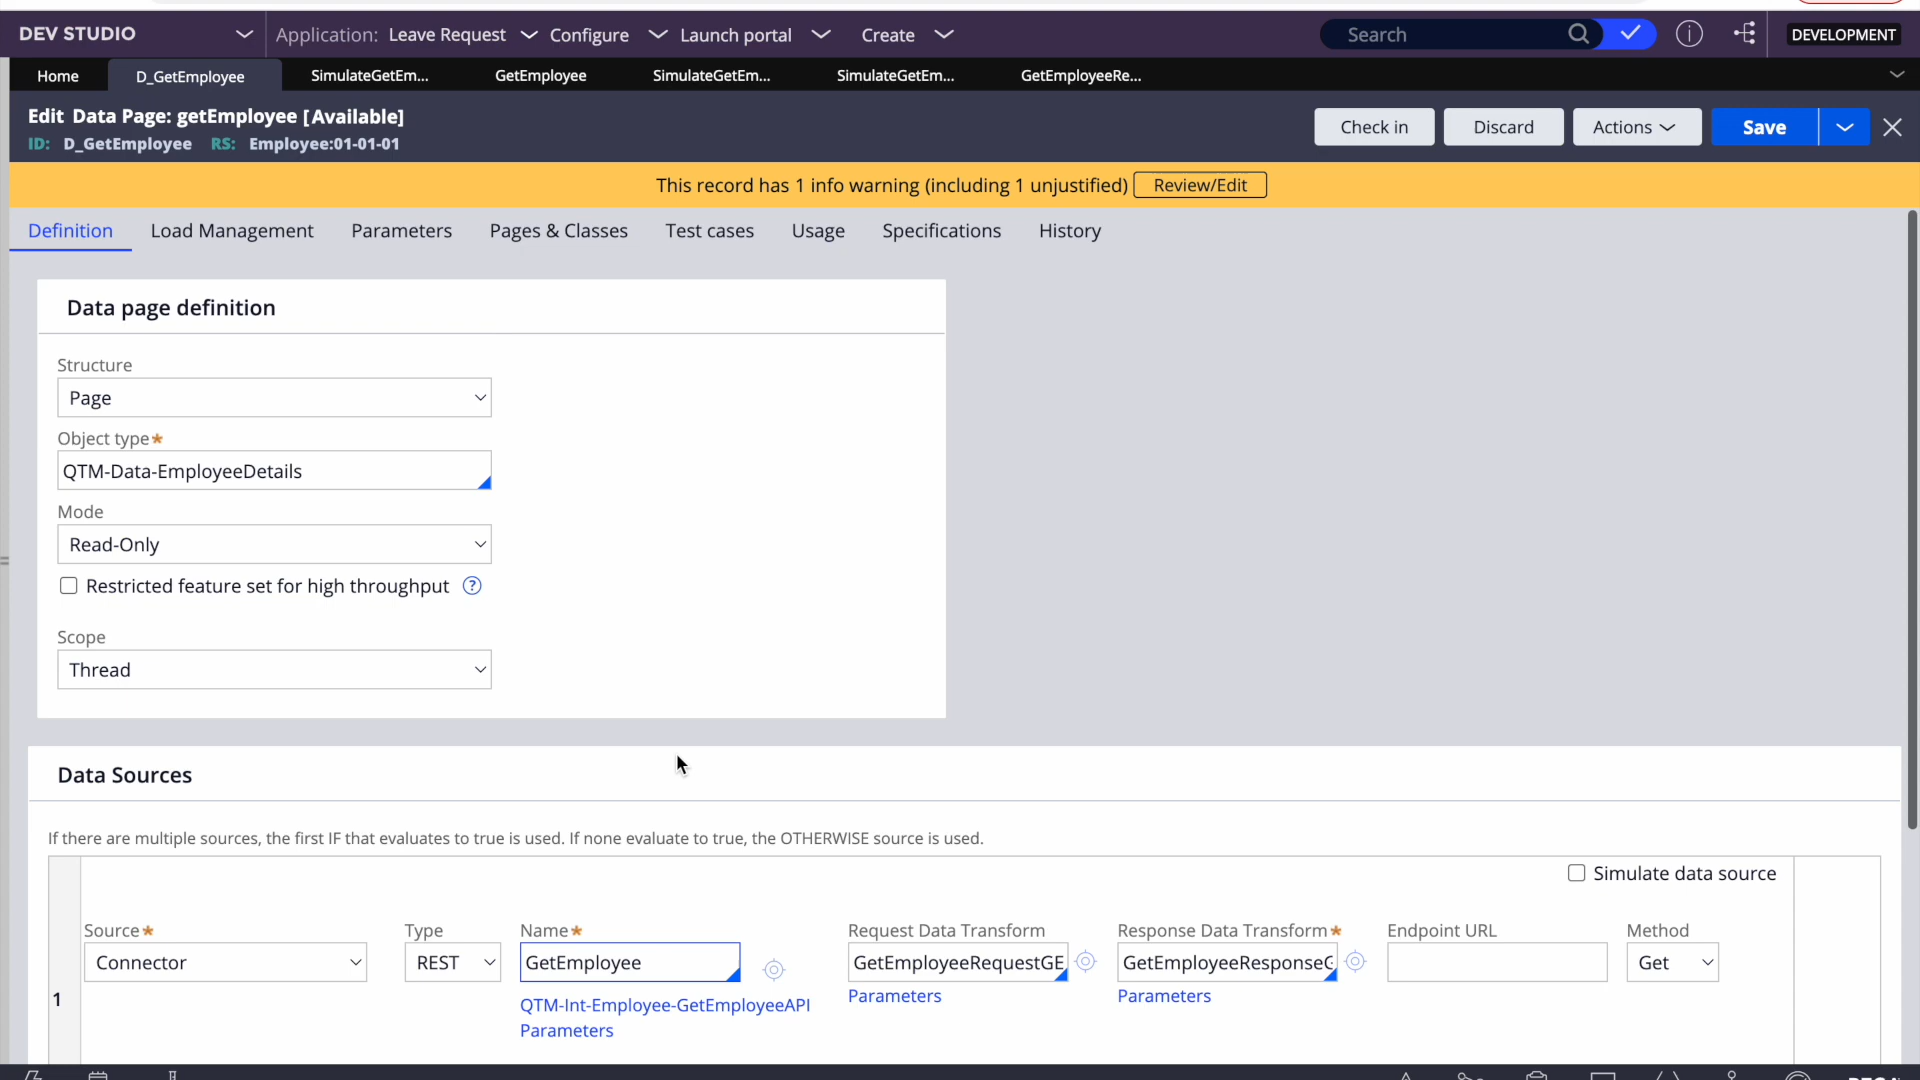 DEV STUDIO
Application: Leave Request Configure Launch portal Create Search DEVELOPMENT
Home D_GetEmployee SimulateGetEm... GetEmployee SimulateGetEm... SimulateGetEm... GetEmployeeRe...
Edit Data Page: getEmployee [Available]
ID: D_GetEmployee RS: Employee:01-01-01
Check in Discard Actions Save
This record has 1 info warning (including 1 unjustified) Review/Edit
Definition Load Management Parameters Pages & Classes Test cases Usage Specifications History
Data page definition
Structure
Page
Object type*
QTM-Data-EmployeeDetails
Mode
Read-Only
Restricted feature set for high throughput ?
Scope
Thread
Data Sources
If there are multiple sources, the first IF that evaluates to true is used. If none evaluate to true, the OTHERWISE source is used.
Simulate data source
Source* Type Name* Request Data Transform Response Data Transform* Endpoint URL Method
Connector REST GetEmployee GetEmployeeRequestGE GetEmployeeResponseG Get
Parameters Parameters
1
QTM-Int-Employee-GetEmployeeAPI
Parameters